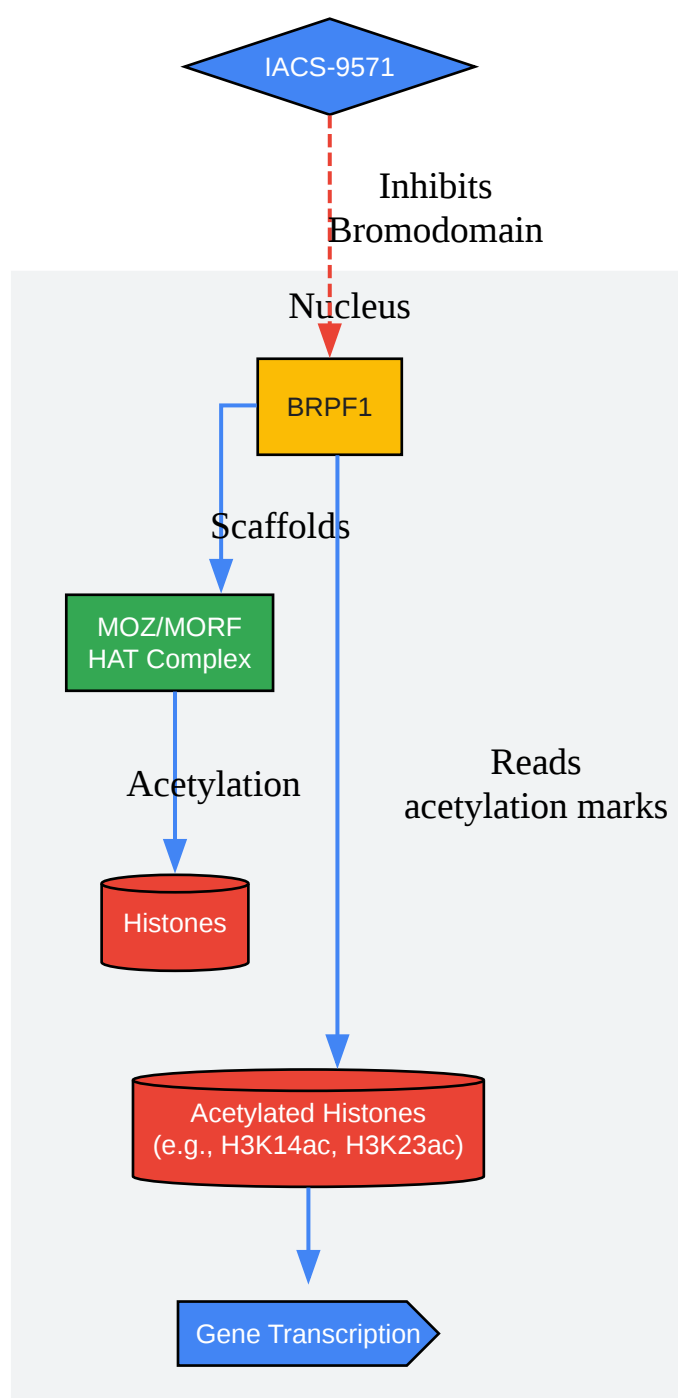 IACS-9571
Inhibits
Bromodomain
Nucleus
BRPF1
Scaffolds
MOZ/MORF
HAT Complex
Reads
acetylation marks
Acetylation
Histones
Acetylated Histones
(e.g., H3K14ac, H3K23ac)
Gene Transcription